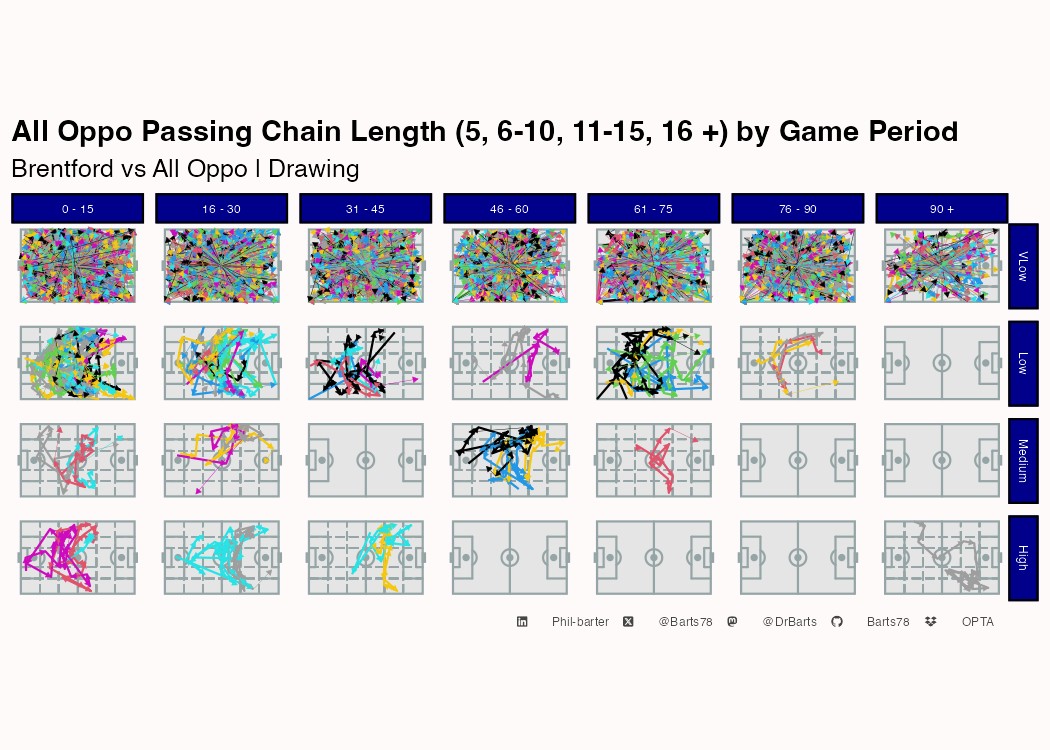 All Oppo Passing Chain Length (5, 6-10, 11-15, 16 +) by Game Period
Brentford vs All Oppo | Drawing
0 - 15 16 - 30 31 - 45 46 - 60 61 - 75 76 - 90 90 +
VLow
Low
Medium
High
Phil-barter @Barts78 @DrBarts Barts78 OPTA